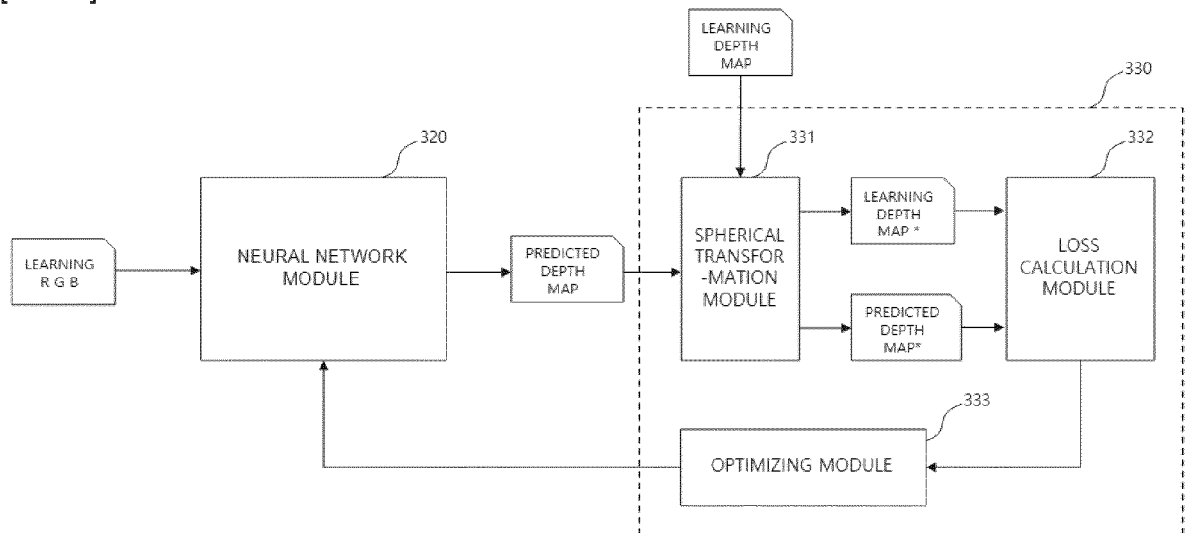 LEARNING
DEPTH
MAP
330
320
331
332
LEARNING
R G B
NEURAL NETWORK
MODULE
PREDICTED
DEPTH
MAP
SPHERICAL
TRANSFOR
-MATION
MODULE
LEARNING
DEPTH
MAP *
PREDICTED
DEPTH
MAP*
LOSS
CALCULATION
MODULE
333
OPTIMIZING MODULE